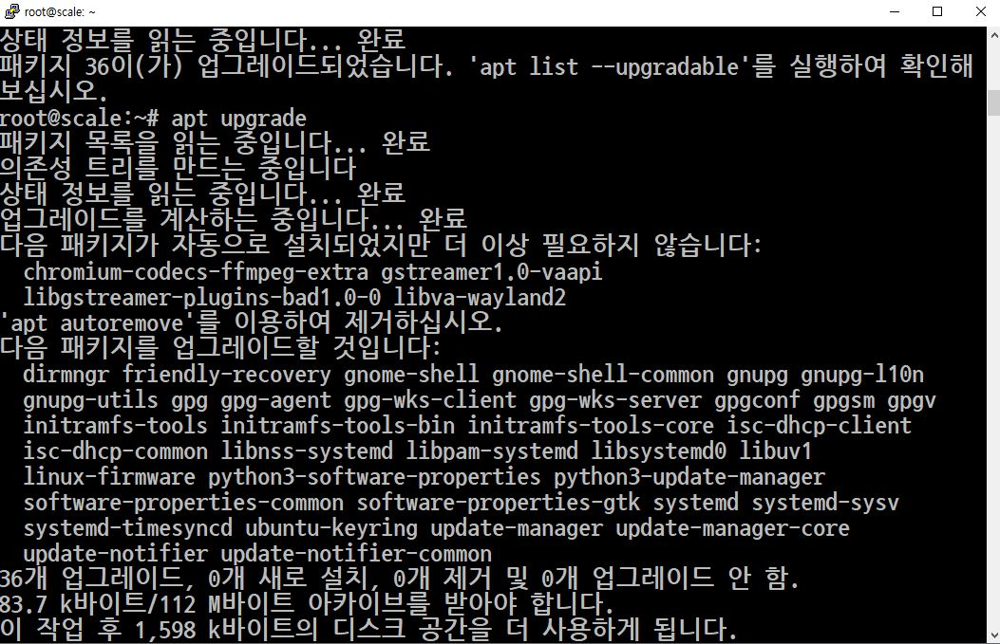 root@scale: ~
상태 정보를 읽는 중입니다... 완료
패키지 36이(가) 업그레이드되었습니다. 'apt list --upgradable'를 실행하여 확인해
보십시오.
root@scale:~# apt upgrade
패키지 목록을 읽는 중입니다... 완료
의존성 트리를 만드는 중입니다
상태 정보를 읽는 중입니다... 완료
업그레이드를 계산하는 중입니다... 완료
다음 패키지가 자동으로 설치되었지만 더 이상 필요하지 않습니다:
  chromium-codecs-ffmpeg-extra gstreamer1.0-vaapi
  libgstreamer-plugins-bad1.0-0 libva-wayland2
'apt autoremove'를 이용하여 제거하십시오.
다음 패키지를 업그레이드할 것입니다:
  dirmngr friendly-recovery gnome-shell gnome-shell-common gnupg gnupg-l10n
  gnupg-utils gpg gpg-agent gpg-wks-client gpg-wks-server gpgconf gpgsm gpgv
  initramfs-tools initramfs-tools-bin initramfs-tools-core isc-dhcp-client
  isc-dhcp-common libnss-systemd libpam-systemd libsystemd0 libuv1
  linux-firmware python3-software-properties python3-update-manager
  software-properties-common software-properties-gtk systemd systemd-sysv
  systemd-timesyncd ubuntu-keyring update-manager update-manager-core
  update-notifier update-notifier-common
36개 업그레이드, 0개 새로 설치, 0개 제거 및 0개 업그레이드 안 함.
83.7 k바이트/112 M바이트 아카이브를 받아야 합니다.
이 작업 후 1,598 k바이트의 디스크 공간을 더 사용하게 됩니다.